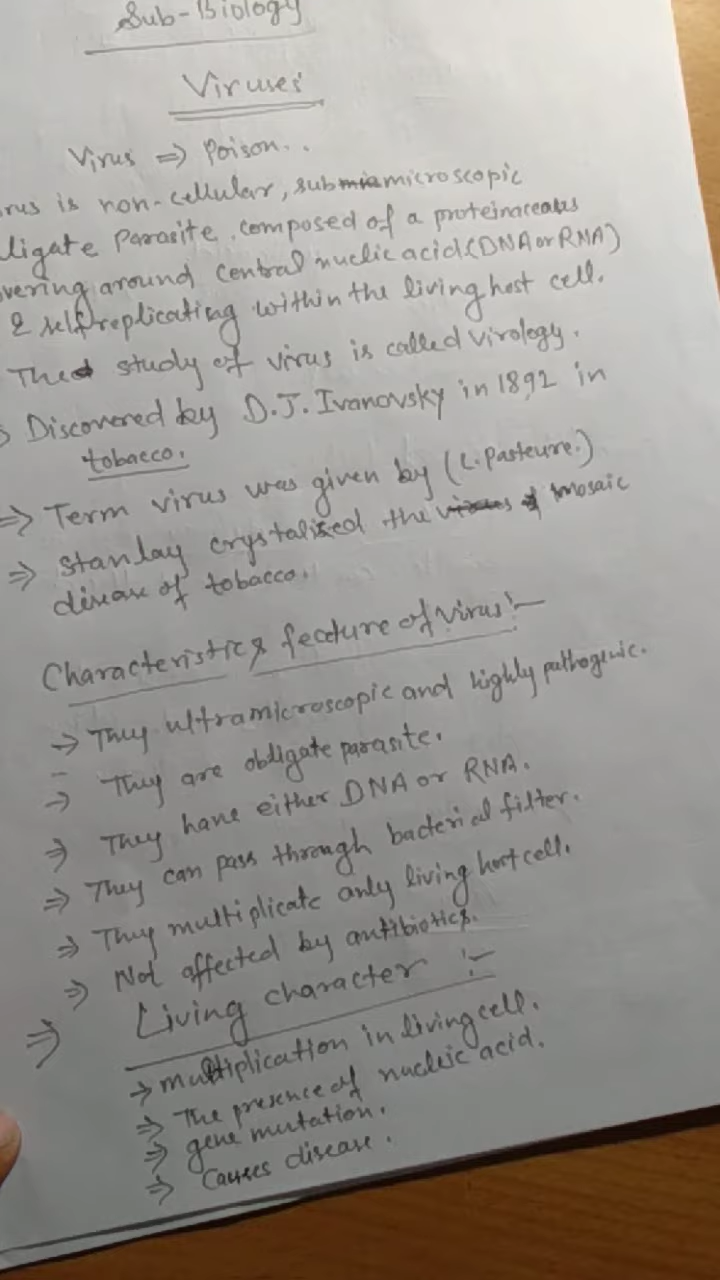 Sub-Biology
Viruses
Virus => Poison..
rus is non-cellular, submicroscopic
ligate Parasite, composed of a proteinaceous
vering around central nuclic acid (DNA or RNA)
& self replicating within the living host cell.
The study of virus is called virology.
Discovered by D.J. Ivanovsky in 1892 in
tobacco.
=> Term virus was given by (L. Pasteure.)
=> Stanlay crystalized the mosaic
disease of tobacco.
Characteristics feature of virus:-
-> They ultramicroscopic and highly pathogenic.
-> They are obligate parasite.
=> They have either DNA or RNA.
=> They can pass through bacterial filter.
=> They multiplicate only living host cell.
=> Not affected by antibiotics.
=> Living character :-
-> Multiplication in living cell.
=> The presence of nucleic acid.
=> gene mutation.
=> Causes disease.